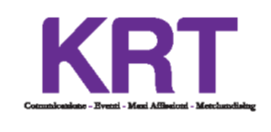 KRT
Comunicazione - Eventi - Maxi Affissioni - Merchandising